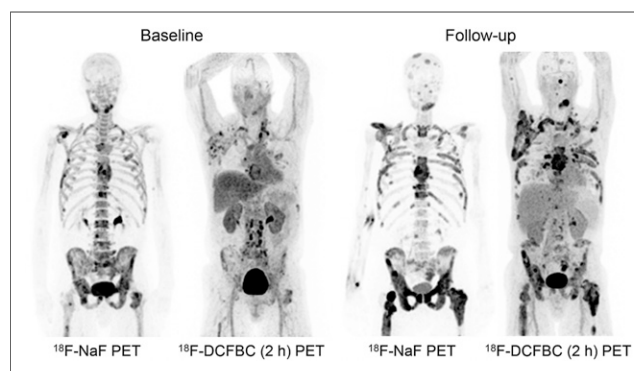 Baseline
Follow-up
¹⁸F-NaF PET
¹⁸F-DCFBC (2 h) PET
¹⁸F-NaF PET
¹⁸F-DCFBC (2 h) PET